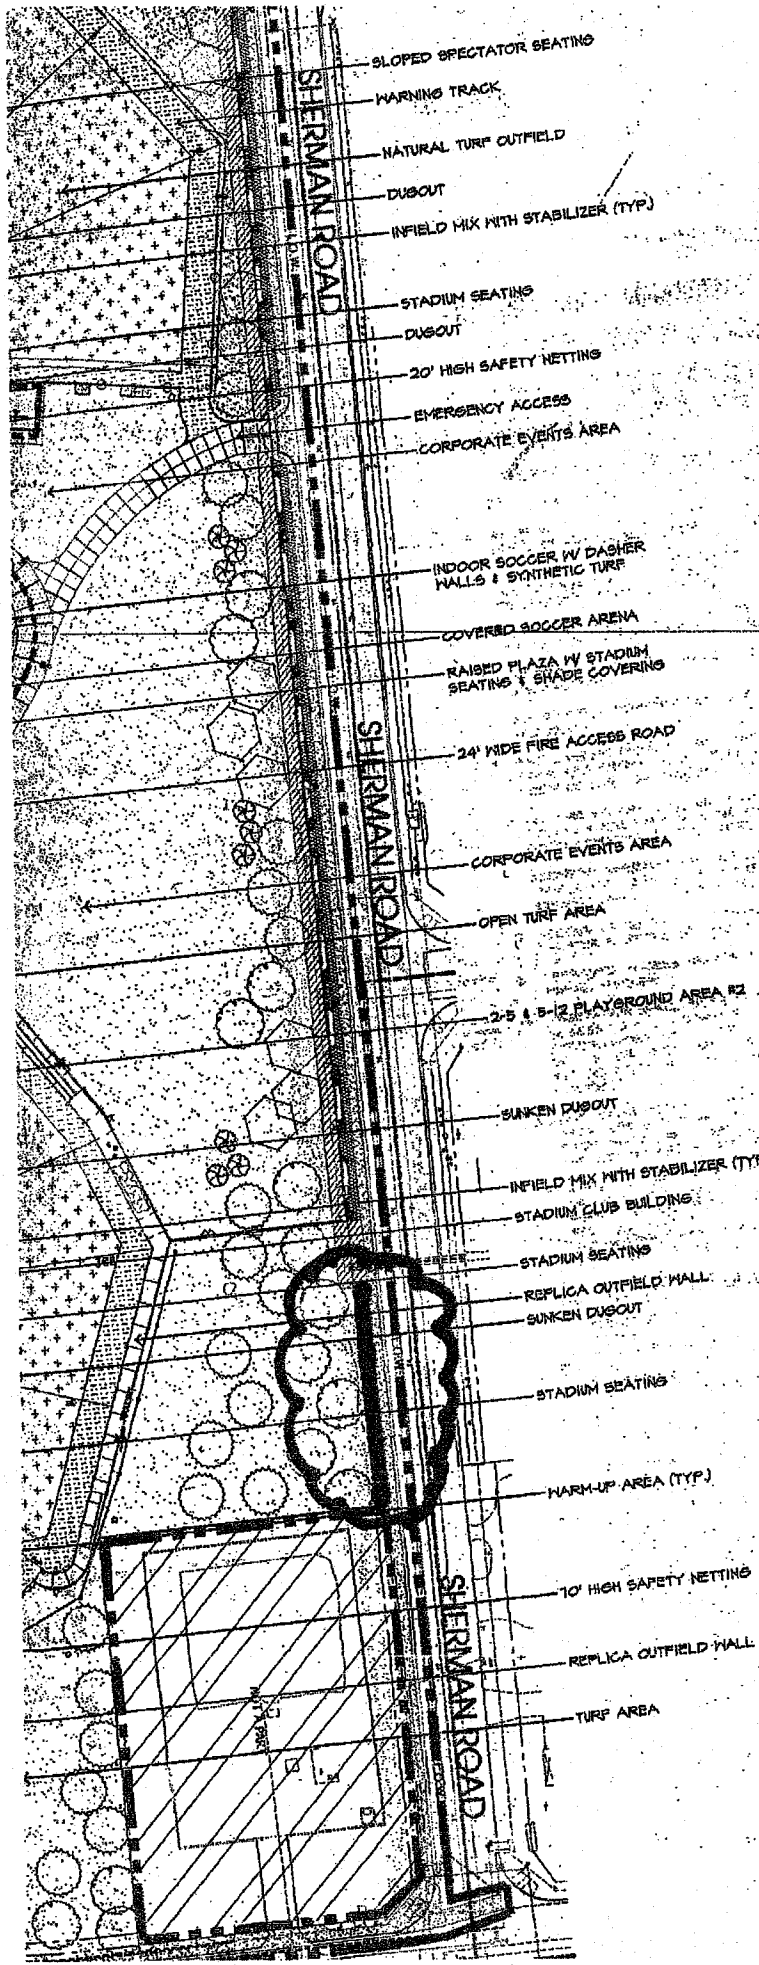 SLOPED SPECTATOR SEATING
WARNING TRACK
NATURAL TURF OUTFIELD
DUGOUT
INFIELD MIX WITH STABILIZER (TYP.)
STADIUM SEATING
DUGOUT
20' HIGH SAFETY NETTING
EMERGENCY ACCESS
CORPORATE EVENTS AREA
INDOOR SOCCER W/ DASHER
WALLS & SYNTHETIC TURF
COVERED SOCCER ARENA
RAISED PLAZA W/ STADIUM
SEATING & SHADE COVERING
24' WIDE FIRE ACCESS ROAD
CORPORATE EVENTS AREA
OPEN TURF AREA
2-5 & 5-12 PLAYGROUND AREA #2
SUNKEN DUGOUT
INFIELD MIX WITH STABILIZER (TYP
STADIUM CLUB BUILDING
STADIUM SEATING
REPLICA OUTFIELD WALL
SUNKEN DUGOUT
STADIUM SEATING
WARM-UP AREA (TYP.)
70' HIGH SAFETY NETTING
REPLICA OUTFIELD WALL
TURF AREA
SHERMAN ROAD
SHERMAN ROAD
SHERMAN ROAD
NOT A PART